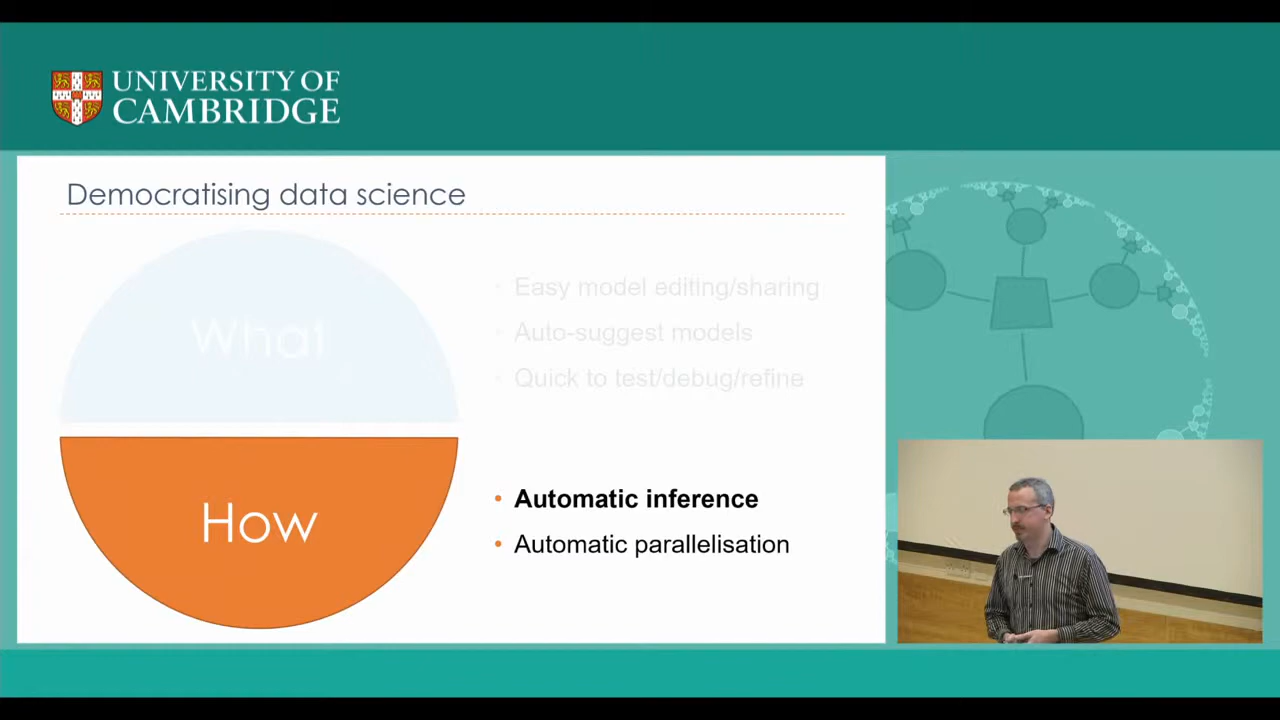 UNIVERSITY OF
CAMBRIDGE
Democratising data science
What
• Easy model editing/sharing
• Auto-suggest models
• Quick to test/debug/refine
How
• Automatic inference
• Automatic parallelisation